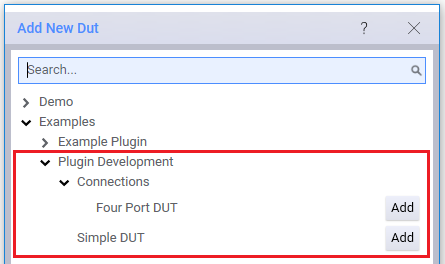 Add New Dut ?
Search...
Demo
Examples
Example Plugin
Plugin Development
Connections
Four Port DUT Add
Simple DUT Add